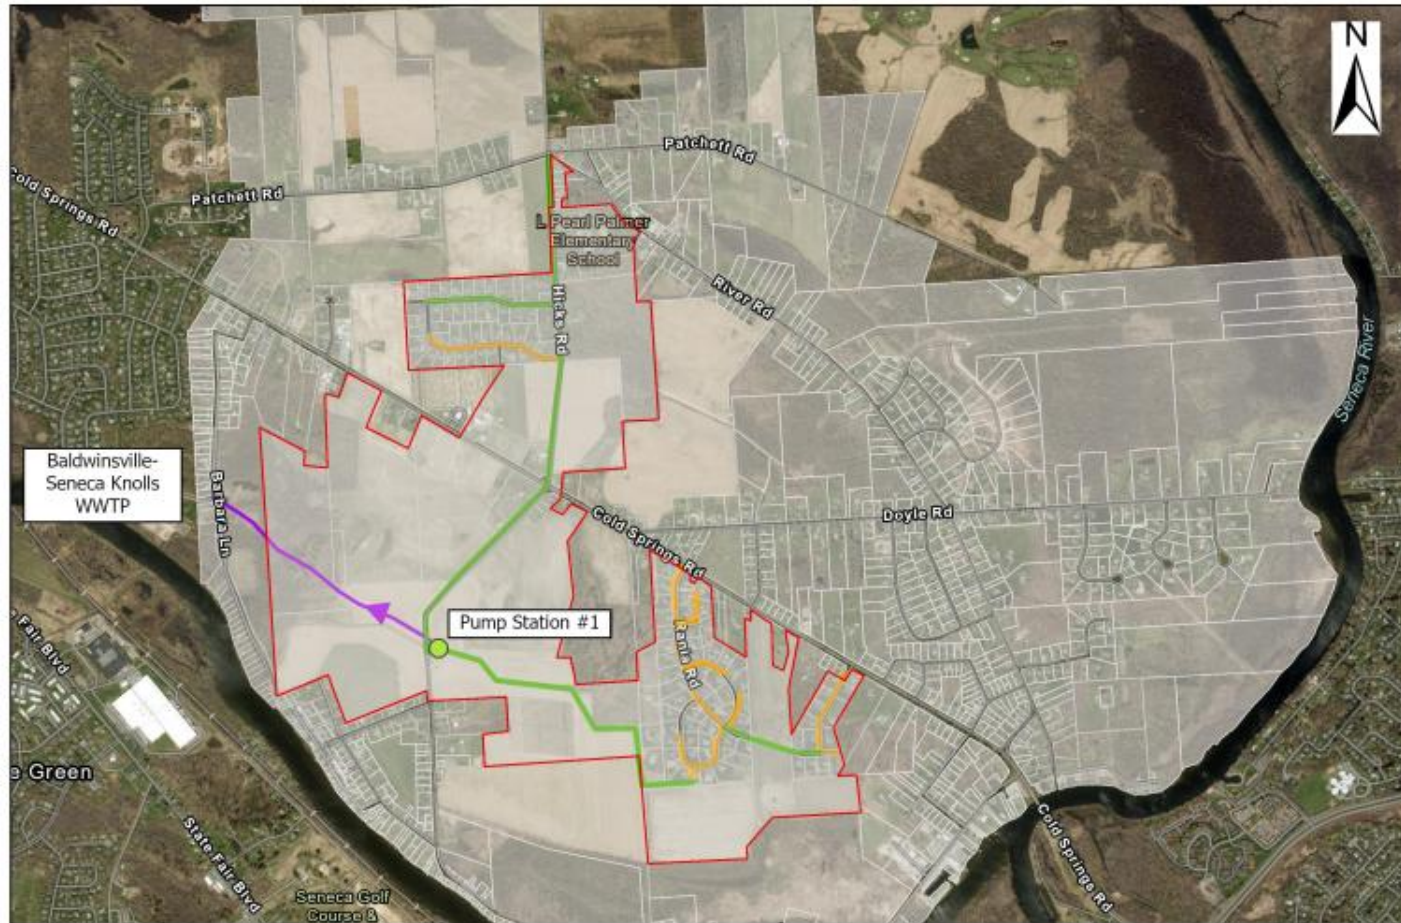 N
Patchett Rd
Cold Springs Rd
Patchett Rd
L Pearl Palmer
Elementary
School
River Rd
Hicks Rd
Seneca River
Baldwinsville-
Seneca Knolls
WWTP
Barbara Ln
Cold Springs Rd
Doyle Rd
Pump Station #1
Rania Rd
Fair Blvd
e Green
State Fair Blvd
Cold Springs Rd
Seneca Golf
Course &